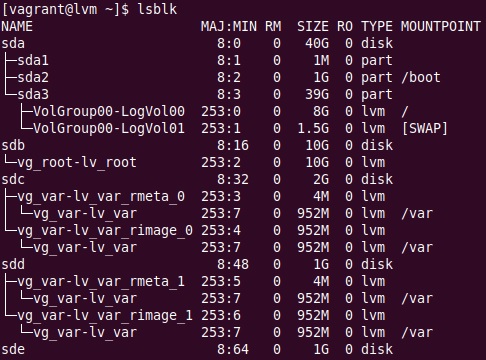 [vagrant@lvm ~]$ lsblk
NAME                       MAJ:MIN RM  SIZE RO TYPE MOUNTPOINT
sda                          8:0    0   40G  0 disk
├─sda1                       8:1    0    1M  0 part
├─sda2                       8:2    0    1G  0 part /boot
└─sda3                       8:3    0   39G  0 part
  ├─VolGroup00-LogVol00    253:0    0    8G  0 lvm  /
  └─VolGroup00-LogVol01    253:1    0  1.5G  0 lvm  [SWAP]
sdb                          8:16   0   10G  0 disk
└─vg_root-lv_root          253:2    0   10G  0 lvm
sdc                          8:32   0    2G  0 disk
├─vg_var-lv_var_rmeta_0    253:3    0    4M  0 lvm
│ └─vg_var-lv_var          253:7    0  952M  0 lvm  /var
└─vg_var-lv_var_rimage_0   253:4    0  952M  0 lvm
  └─vg_var-lv_var          253:7    0  952M  0 lvm  /var
sdd                          8:48   0    1G  0 disk
├─vg_var-lv_var_rmeta_1    253:5    0    4M  0 lvm
│ └─vg_var-lv_var          253:7    0  952M  0 lvm  /var
└─vg_var-lv_var_rimage_1   253:6    0  952M  0 lvm
  └─vg_var-lv_var          253:7    0  952M  0 lvm  /var
sde                          8:64   0    1G  0 disk